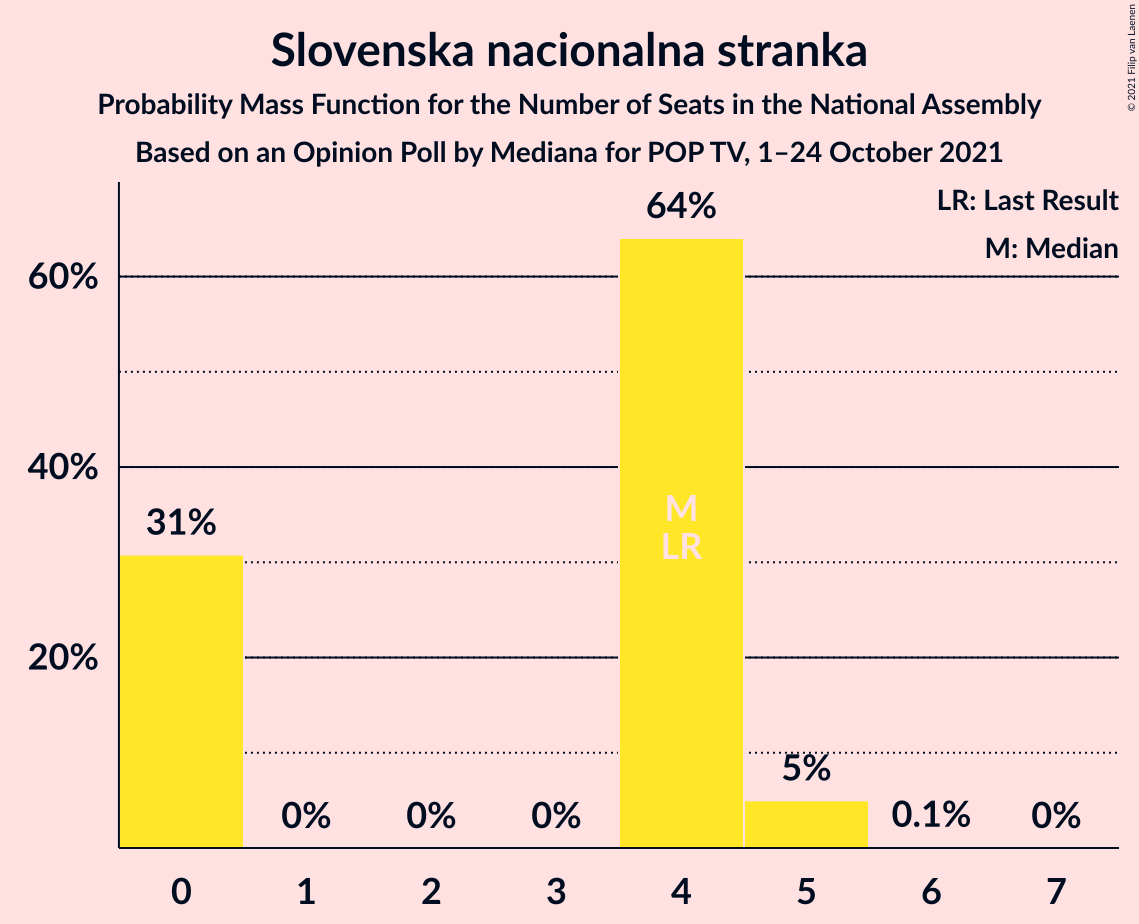 Slovenska nacionalna stranka
Probability Mass Function for the Number of Seats in the National Assembly
Based on an Opinion Poll by Mediana for POP TV, 1–24 October 2021
© 2021 Filip van Laenen
LR: Last Result
M: Median
60%
40%
20%
31%
0%
0%
0%
64%
M
LR
5%
0.1%
0%
0
1
2
3
4
5
6
7